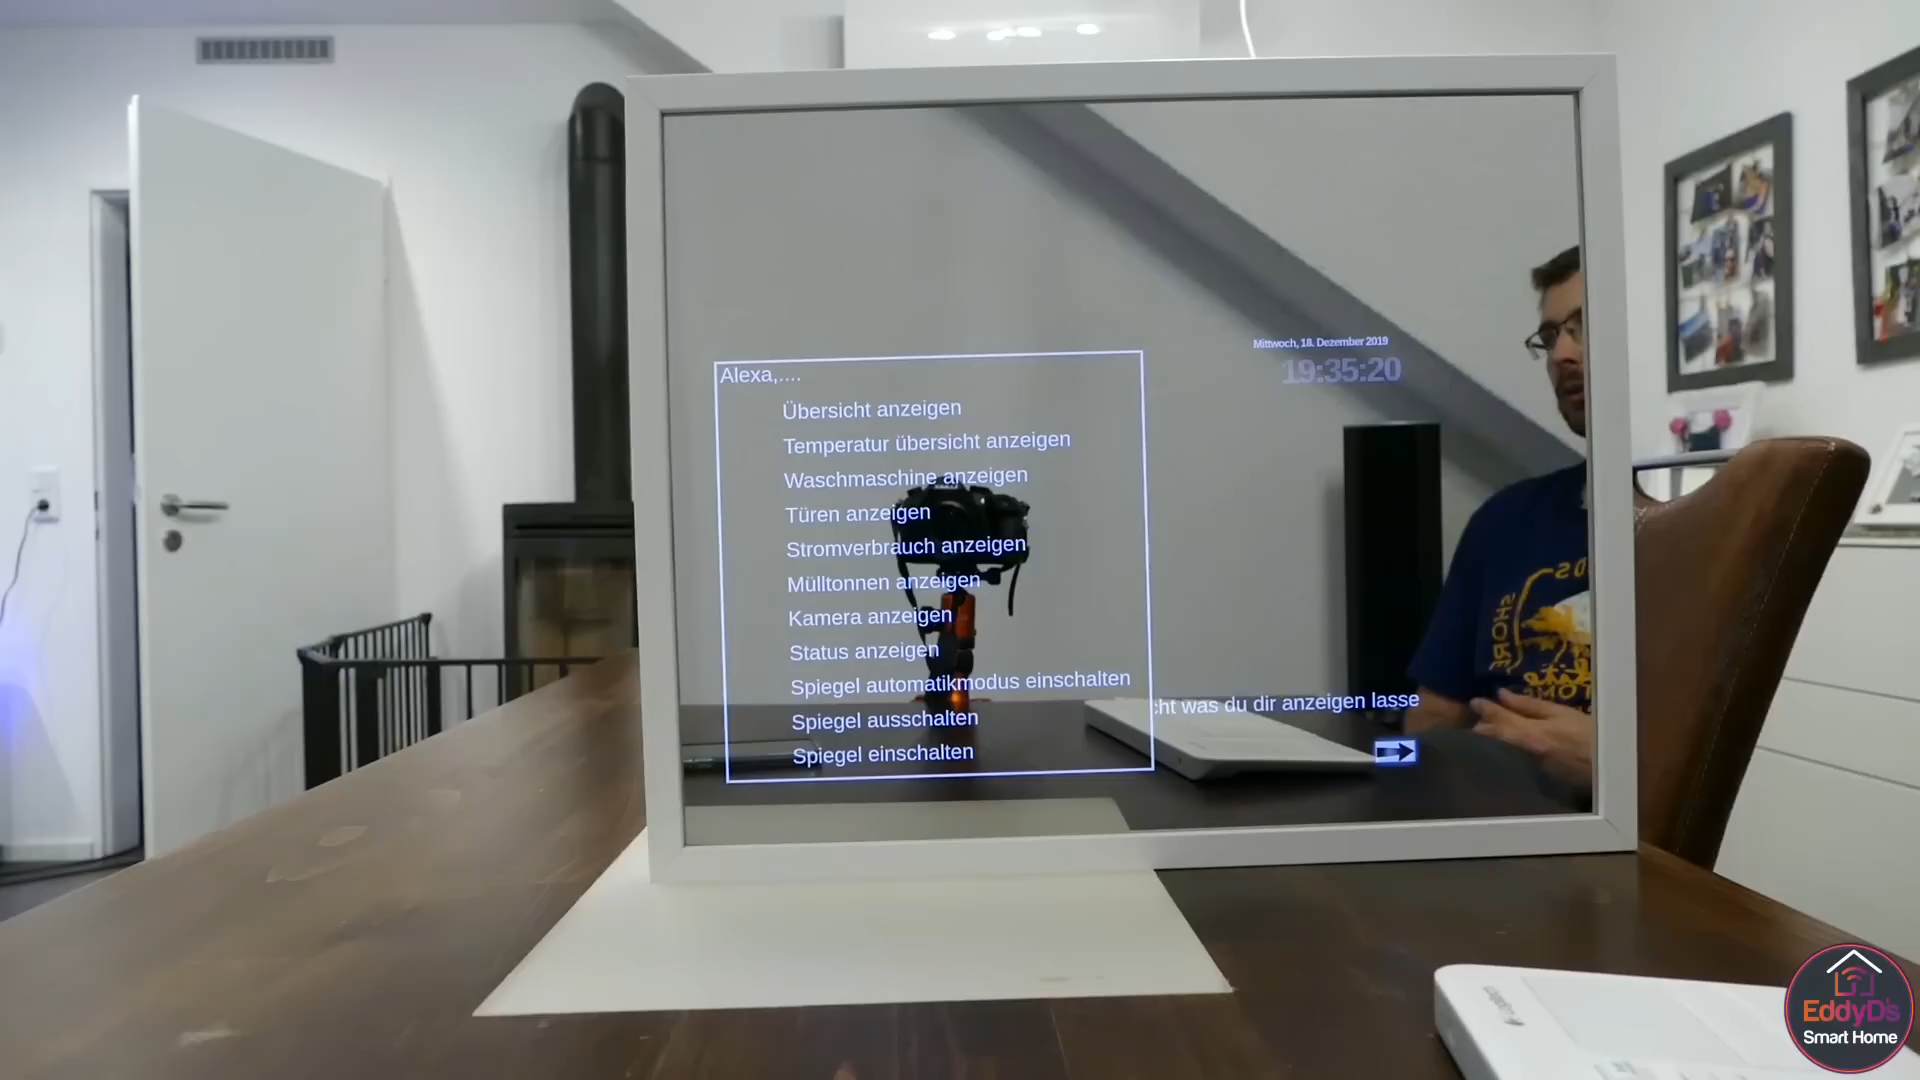 Mittwoch, 18. Dezember 2019
19:35:20
Alexa,....
Übersicht anzeigen
Temperatur übersicht anzeigen
Waschmaschine anzeigen
Türen anzeigen
Stromverbrauch anzeigen
Mülltonnen anzeigen
Kamera anzeigen
Status anzeigen
Spiegel automatikmodus einschalten
Spiegel ausschalten
Spiegel einschalten
was du dir anzeigen lasse
SHORE
EddyD's
Smart Home